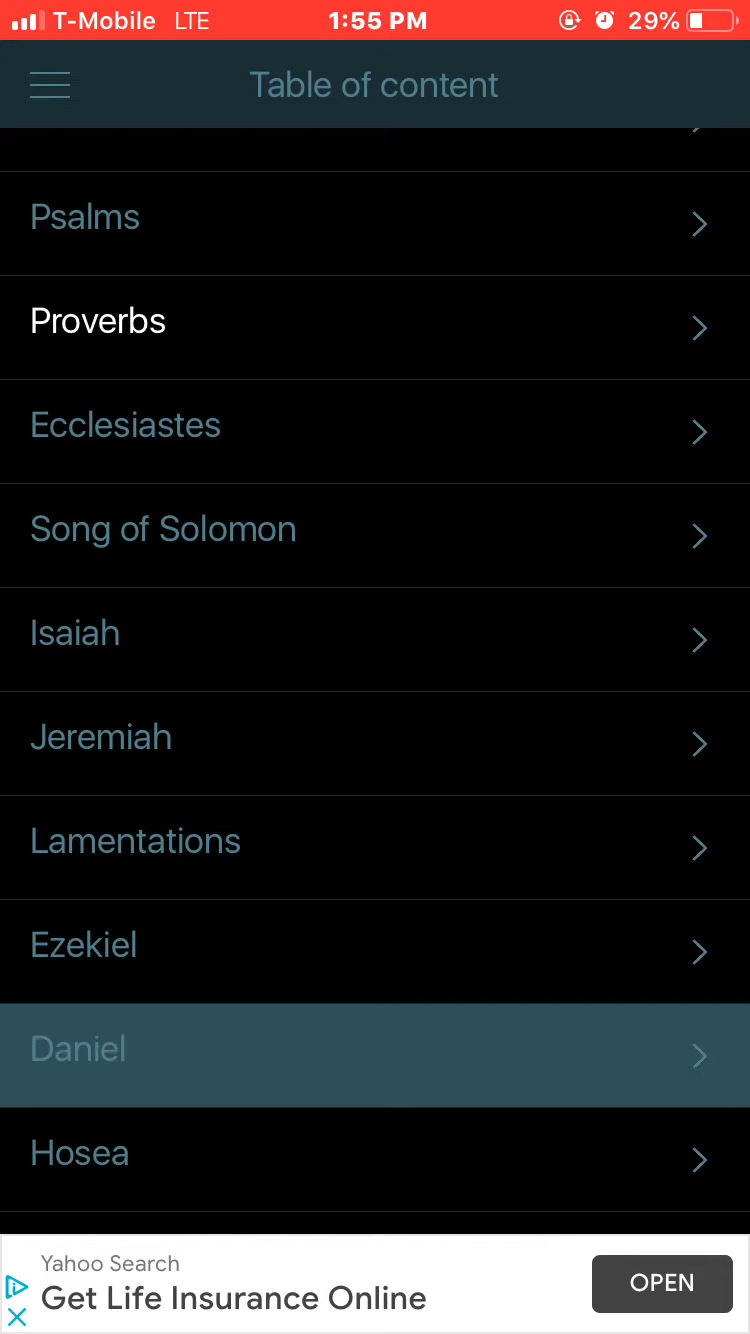 T-Mobile LTE 1:55 PM 29%
Table of content
Psalms
Proverbs
Ecclesiastes
Song of Solomon
Isaiah
Jeremiah
Lamentations
Ezekiel
Daniel
Hosea
Yahoo Search
Get Life Insurance Online
OPEN